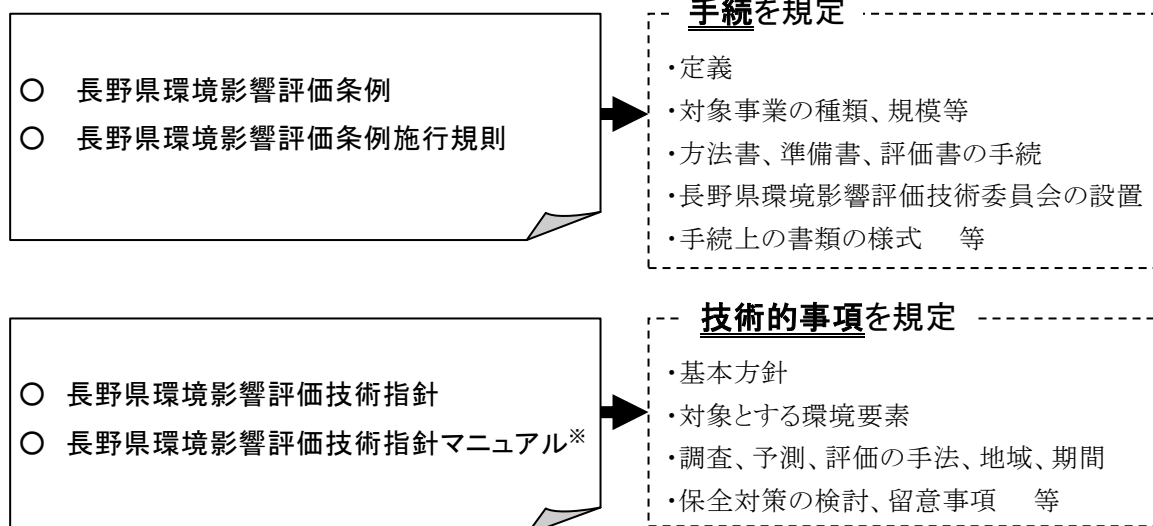 手続を規定
○ 長野県環境影響評価条例
○ 長野県環境影響評価条例施行規則
・定義
・対象事業の種類、規模等
・方法書、準備書、評価書の手続
・長野県環境影響評価技術委員会の設置
・手続上の書類の様式 等
技術的事項を規定
○ 長野県環境影響評価技術指針
○ 長野県環境影響評価技術指針マニュアル※
・基本方針
・対象とする環境要素
・調査、予測、評価の手法、地域、期間
・保全対策の検討、留意事項 等